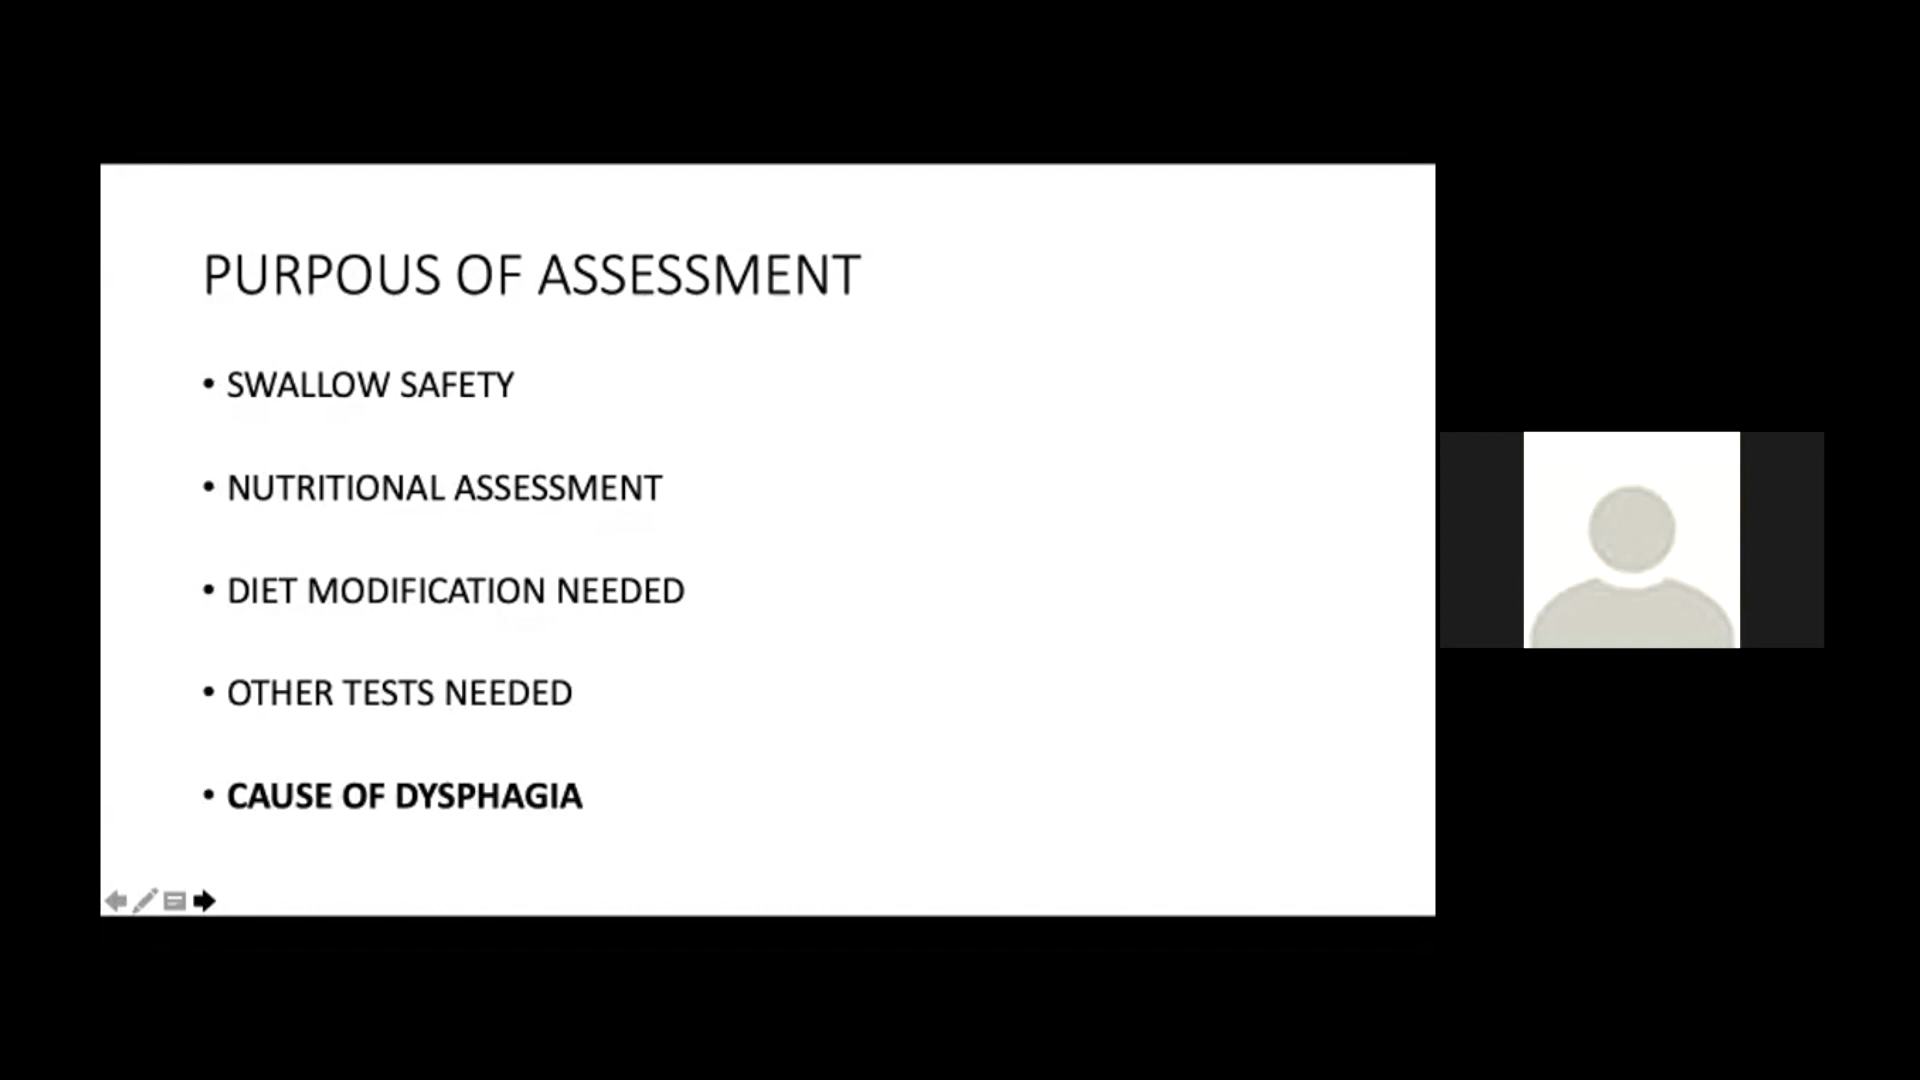 PURPOUS OF ASSESSMENT
• SWALLOW SAFETY
• NUTRITIONAL ASSESSMENT
• DIET MODIFICATION NEEDED
• OTHER TESTS NEEDED
• CAUSE OF DYSPHAGIA